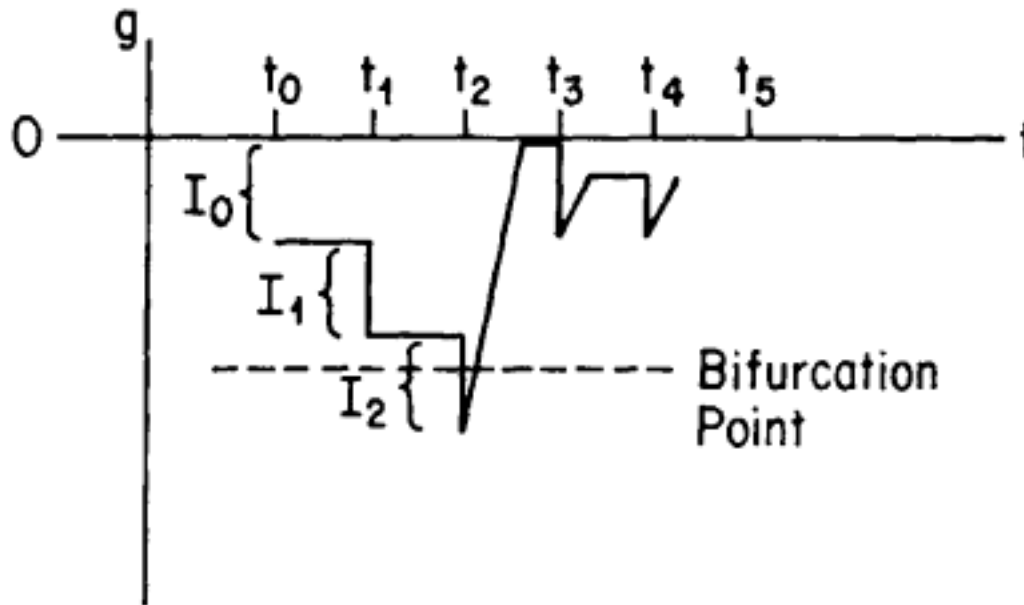 g
t₀ t₁ t₂ t₃ t₄ t₅
0
t
I₀
I₁
I₂
Bifurcation
Point